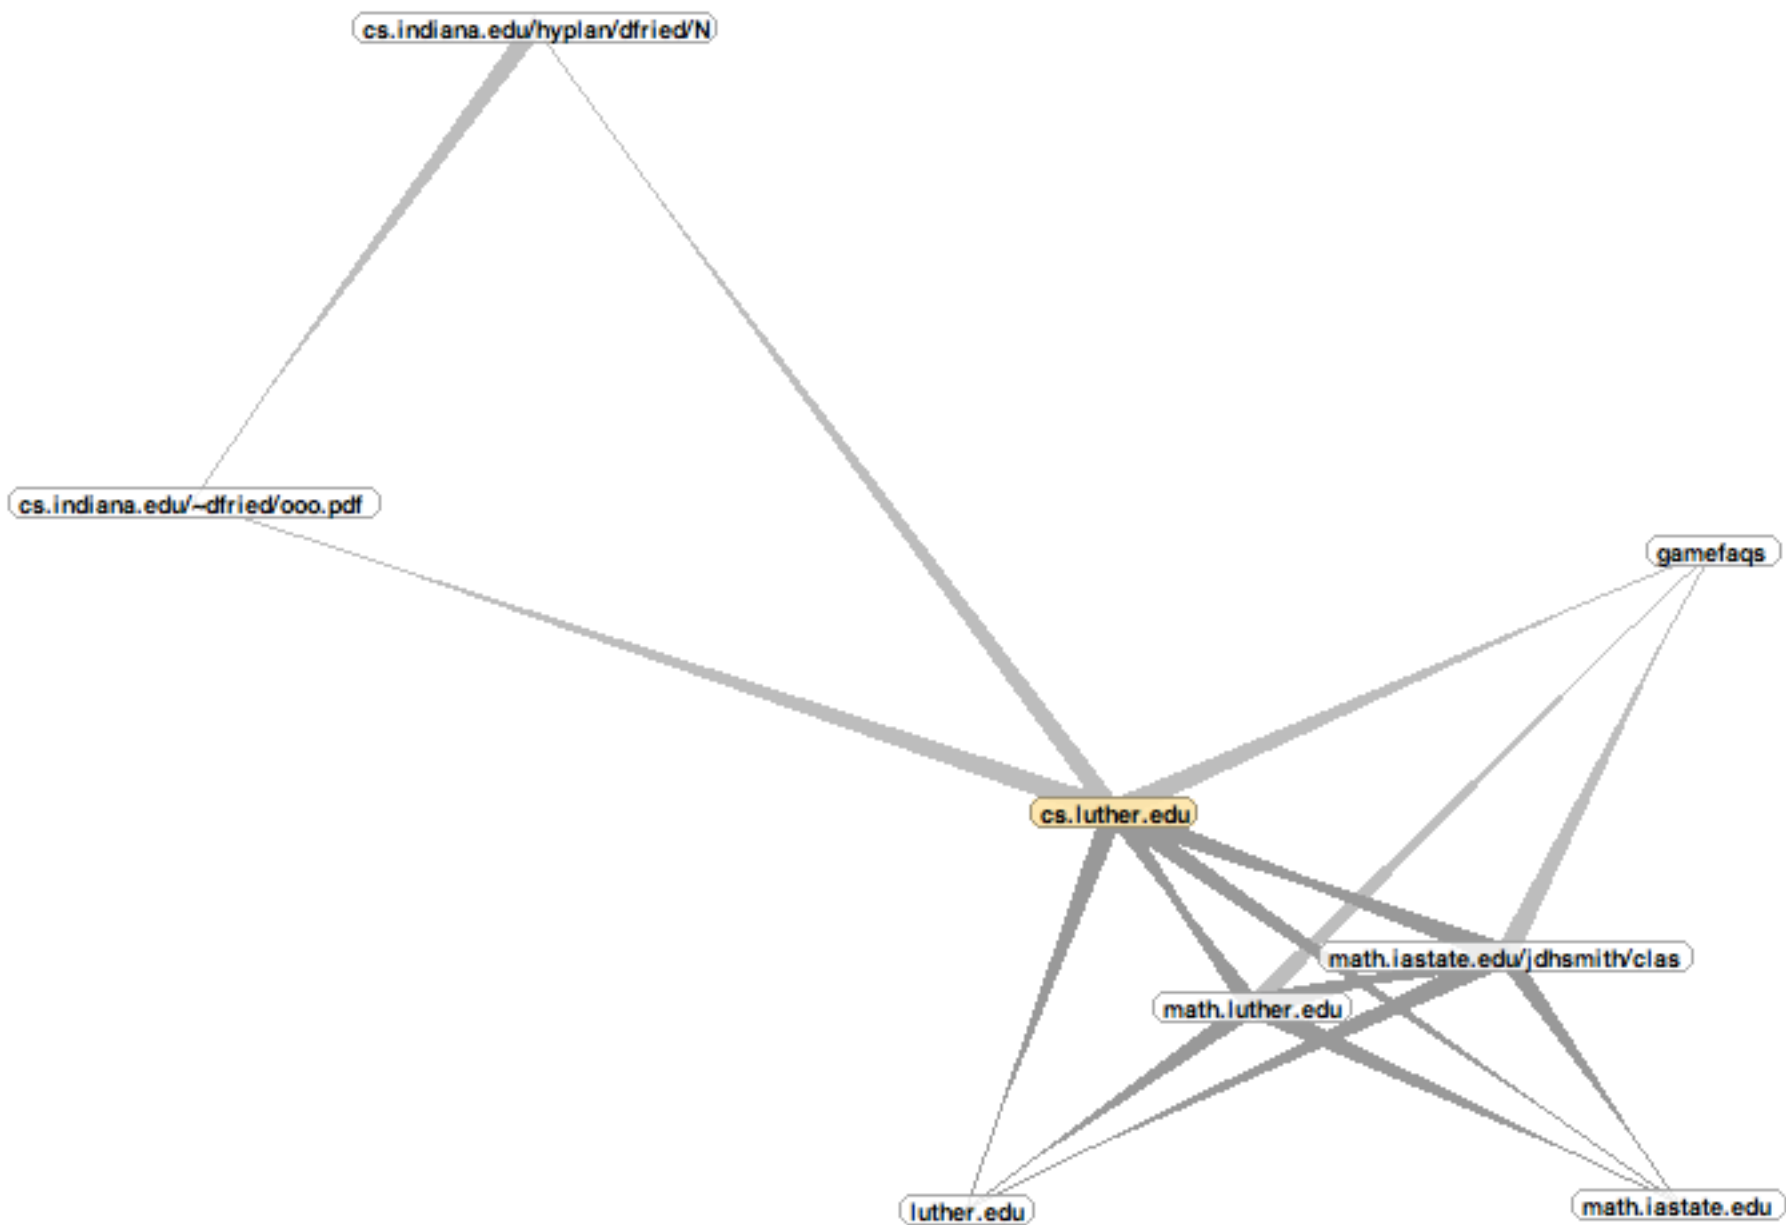 cs.indiana.edu/hyplan/dfried/N
cs.indiana.edu/~dfried/ooo.pdf
gamefaqs
cs.luther.edu
math.iastate.edu/jdhsmith/clas
math.luther.edu
luther.edu
math.iastate.edu